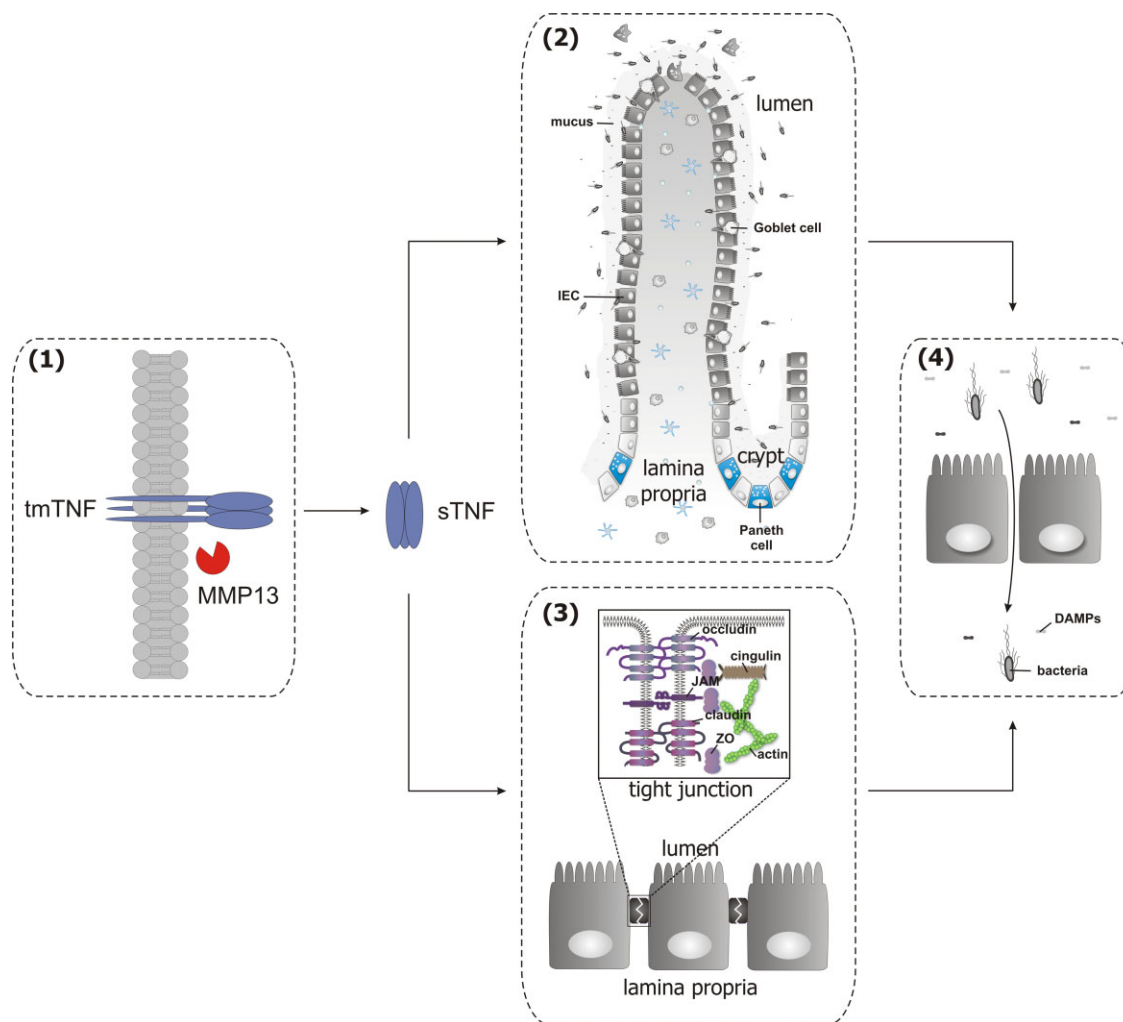 (1)
tmTNF
MMP13
sTNF
(2)
lumen
mucus
Goblet cell
IEC
lamina
propria
crypt
Paneth
cell
(3)
occludin
cingulin
JAM
claudin
ZO
actin
tight junction
lumen
lamina propria
(4)
DAMPs
bacteria